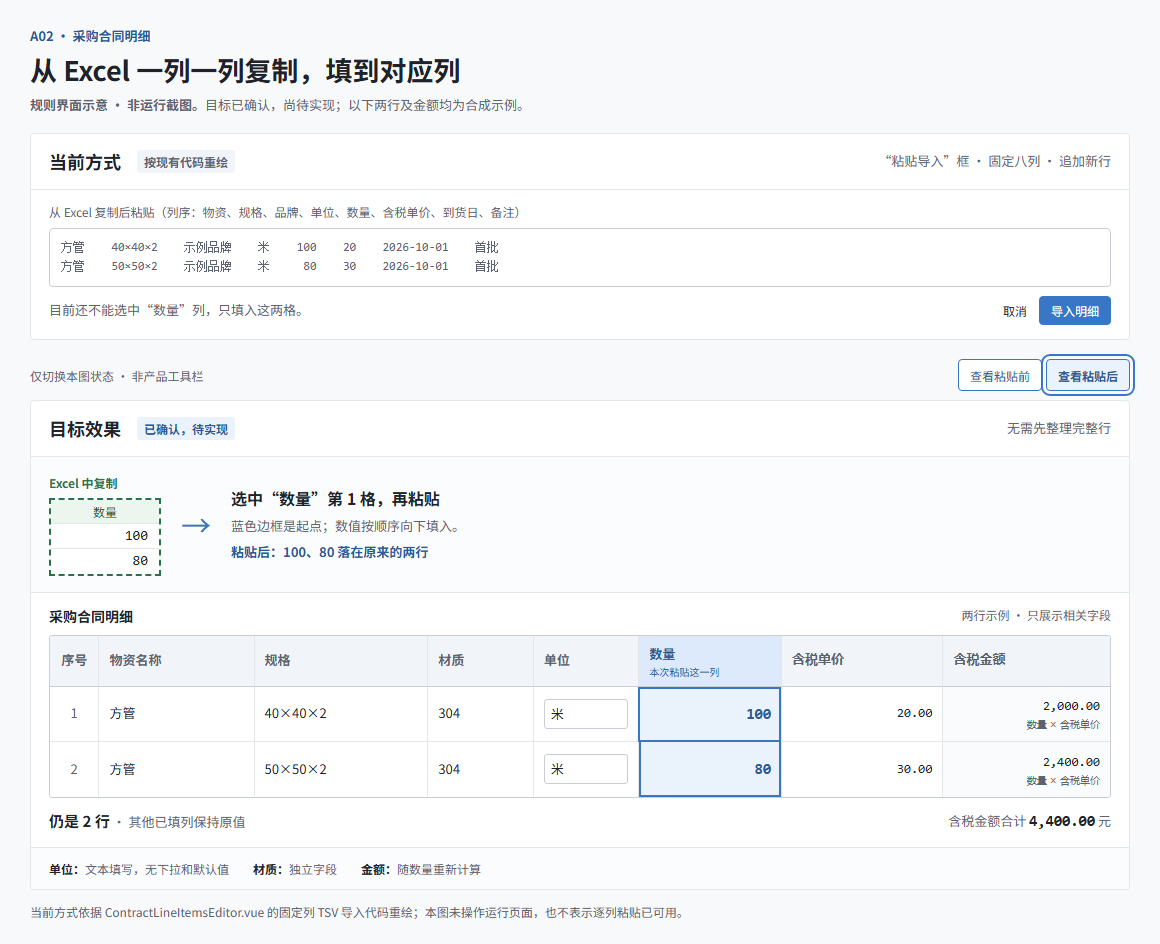 A02 • 采购合同明细
从 Excel 一列一列复制，填到对应列
规则界面示意 • 非运行截图。目标已确认，尚待实现；以下两行及金额均为合成示例。
当前方式 按现有代码重绘 “粘贴导入”框 • 固定八列 • 追加新行
从 Excel 复制后粘贴（列序：物资、规格、品牌、单位、数量、含税单价、到货日、备注）
方管 40×40×2 示例品牌 米 100 20 2026-10-01 首批
方管 50×50×2 示例品牌 米 80 30 2026-10-01 首批
目前还不能选中“数量”列，只填入这两格。 取消 导入明细
仅切换本图状态 • 非产品工具栏 查看粘贴前 查看粘贴后
目标效果 已确认，待实现 无需先整理完整行
Excel 中复制
数量
100
80
→
选中“数量”第 1 格，再粘贴
蓝色边框是起点；数值按顺序向下填入。
粘贴后：100、80 落在原来的两行
采购合同明细 两行示例 • 只展示相关字段
序号 物资名称 规格 材质 单位 数量 含税单价 含税金额
本次粘贴这一列
1 方管 40×40×2 304 米 100 20.00 2,000.00
数量 × 含税单价
2 方管 50×50×2 304 米 80 30.00 2,400.00
数量 × 含税单价
仍是 2 行 • 其他已填列保持原值 含税金额合计 4,400.00 元
单位：文本填写，无下拉和默认值 材质：独立字段 金额：随数量重新计算
当前方式依据 ContractLineItemsEditor.vue 的固定列 TSV 导入代码重绘；本图未操作运行页面，也不表示逐列粘贴已可用。